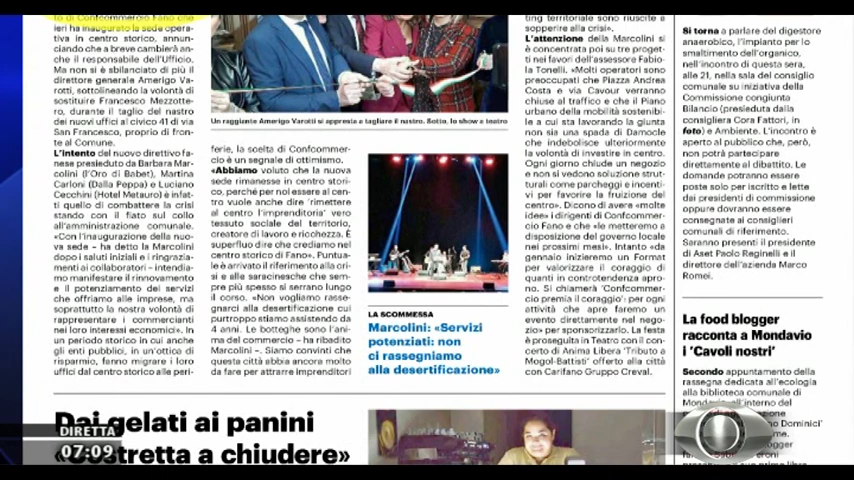 to di Confcommercio Fano che
ieri ha inaugurato la sede opera-
tiva in centro storico, annun-
ciando che a breve cambierà an-
che il responsabile dell'Ufficio.
Ma non si è sbilanciato di più il
direttore generale Amerigo Va-
rotti, sottolineando la volontà di
sostituire Francesco Mezzotte-
ro, durante il taglio del nastro
dei nuovi uffici al civico 41 di via
San Francesco, proprio di fron-
te al Comune.
L'intento del nuovo direttivo fa-
nese presieduto da Barbara Mar-
colini (l'Oro di Babet), Martina
Carloni (Dalla Peppa) e Luciano
Cecchini (Hotel Metauro) è infat-
ti quello di combattere la crisi
stando con il fiato sul collo
all'amministrazione comunale.
«Con l'inaugurazione della nuo-
va sede – ha detto la Marcolini
dopo i saluti iniziali e i ringrazia-
menti ai collaboratori – intendia-
mo manifestare il rinnovamento
e il potenziamento dei servizi
che offriamo alle imprese, ma
soprattutto la nostra volontà di
rappresentare i commercianti
nei loro interessi economici». In
un periodo storico in cui anche
gli enti pubblici, in un'ottica di
risparmio, fanno migrare i loro
uffici dal centro storico alle peri-
Un raggiante Amerigo Varotti si appresta a tagliare il nastro. Sotto, lo show a teatro
ferie, la scelta di Confcommer-
cio è un segnale di ottimismo.
«Abbiamo voluto che la nuova
sede rimanesse in centro stori-
co, perché per noi essere al cen-
tro vuole anche dire 'rimettere
al centro l'imprenditoria' vero
tessuto sociale del territorio,
creatore di lavoro e ricchezza. È
superfluo dire che crediamo nel
centro storico di Fano». Puntua-
le è arrivato il riferimento alla cri-
si e alle saracinesche che sem-
pre più spesso si serrano lungo
il corso. «Non vogliamo rasse-
gnarci alla desertificazione cui
purtroppo stiamo assistendo da
4 anni. Le botteghe sono l'ani-
ma del commercio – ha ribadito
Marcolini –. Siamo convinti che
questa città abbia ancora molto
da fare per attrarre imprenditori
LA SCOMMESSA
Marcolini: «Servizi
potenziati: non
ci rassegniamo
alla desertificazione»
ting territoriale sono riuscite a
sopperire alla crisi».
L'attenzione della Marcolini si
è concentrata poi su tre progetti
nei favori dell'assessore Fabio-
la Tonelli. «Molti operatori sono
preoccupati che Piazza Andrea
Costa e via Cavour verranno
chiuse al traffico e che il Piano
urbano della mobilità sostenibi-
le a cui sta lavorando la giunta
non sia una spada di Damocle
che indebolisce ulteriormente
la volontà di investire in centro.
Ogni giorno chiude un negozio
e non si vedono soluzione strut-
turali come parcheggi e incenti-
vi per favorire la fruizione del
centro». Dicono di avere «molte
idee» i dirigenti di Confcommer-
cio Fano e che «le metteremo a
disposizione del governo locale
nei prossimi mesi». Intanto «da
gennaio inizieremo un Format
per valorizzare il coraggio di
quanti in controtendenza apro-
no. Si chiamerà 'Confcommer-
cio premia il coraggio': per ogni
attività che apre faremo un
evento direttamente nel nego-
zio» per sponsorizzarlo. La festa
è proseguita in Teatro con il con-
certo di Anima Libera 'Tributo a
Mogol-Battisti' offerto alla città
con Carifano Gruppo Creval.
Si torna a parlare del digestore
anaerobico, l'impianto per lo
smaltimento dell'organico,
nell'incontro di questa sera,
alle 21, nella sala del consiglio
comunale su iniziativa della
Commissione congiunta
Bilancio (presieduta dalla
consigliera Cora Fattori, in
foto) e Ambiente. L'incontro è
aperto al pubblico che, però,
non potrà partecipare
direttamente al dibattito. Le
domande potranno essere
poste solo per iscritto e lette
dai presidenti di commissione
oppure dovranno essere
consegnate ai consiglieri
comunali di riferimento.
Saranno presenti il presidente
di Aset Paolo Reginelli e il
direttore dell'azienda Marco
Romei.
La food blogger
racconta a Mondavio
i 'Cavoli nostri'
Secondo appuntamento della
rassegna dedicata all'ecologia
alla biblioteca comunale di
Dominici'
Dai gelati ai panini
«Costretta a chiudere»
DIRETTA
07:09